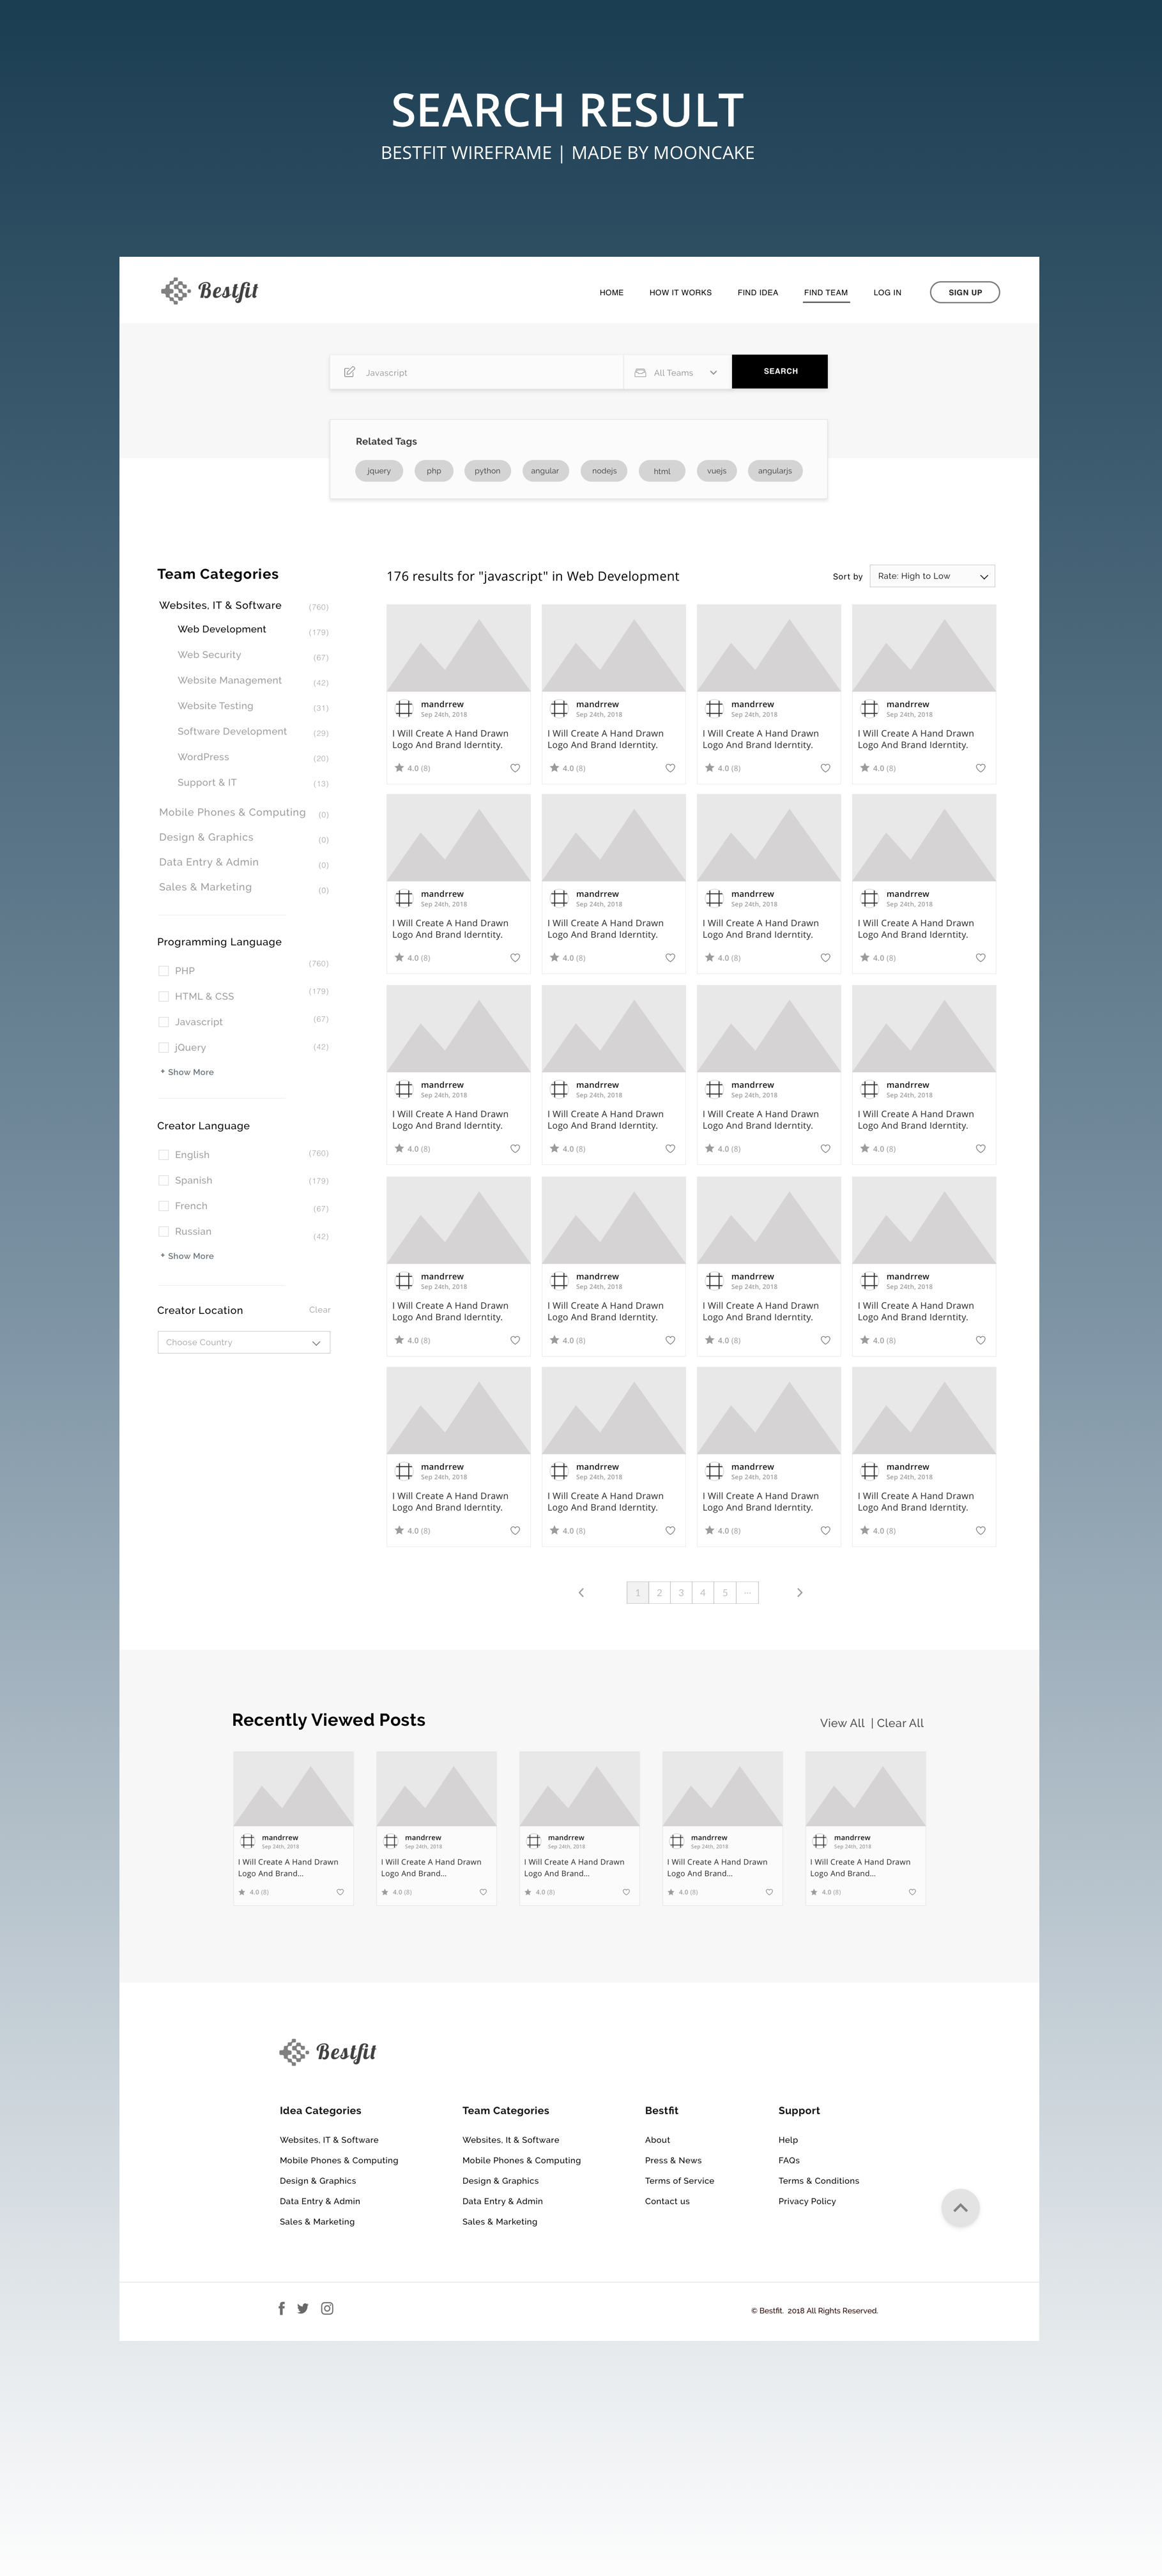 SEARCH RESULT
BESTFIT WIREFRAME | MADE BY MOONCAKE
Bestfit
HOME
HOW IT WORKS
FIND IDEA
FIND TEAM
LOG IN
SIGN UP
Javascript
All Teams
SEARCH
Related Tags
jquery
php
python
angular
nodejs
html
vuejs
angularjs
Team Categories
Websites, IT & Software (760)
Web Development (179)
Web Security (67)
Website Management (42)
Website Testing (31)
Software Development (29)
WordPress (20)
Support & IT (13)
Mobile Phones & Computing (0)
Design & Graphics (0)
Data Entry & Admin (0)
Sales & Marketing (0)
Programming Language
PHP (760)
HTML & CSS (179)
Javascript (67)
jQuery (42)
+ Show More
Creator Language
English (760)
Spanish (179)
French (67)
Russian (42)
+ Show More
Creator Location Clear
Choose Country
176 results for "javascript" in Web Development
Sort by Rate: High to Low
mandrrew mandrrew mandrrew mandrrew
Sep 24th, 2018 Sep 24th, 2018 Sep 24th, 2018 Sep 24th, 2018
I Will Create A Hand Drawn I Will Create A Hand Drawn I Will Create A Hand Drawn I Will Create A Hand Drawn
Logo And Brand Iderntity. Logo And Brand Iderntity. Logo And Brand Iderntity. Logo And Brand Iderntity.
4.0 (8) 4.0 (8) 4.0 (8) 4.0 (8)
mandrrew mandrrew mandrrew mandrrew
Sep 24th, 2018 Sep 24th, 2018 Sep 24th, 2018 Sep 24th, 2018
I Will Create A Hand Drawn I Will Create A Hand Drawn I Will Create A Hand Drawn I Will Create A Hand Drawn
Logo And Brand Iderntity. Logo And Brand Iderntity. Logo And Brand Iderntity. Logo And Brand Iderntity.
4.0 (8) 4.0 (8) 4.0 (8) 4.0 (8)
mandrrew mandrrew mandrrew mandrrew
Sep 24th, 2018 Sep 24th, 2018 Sep 24th, 2018 Sep 24th, 2018
I Will Create A Hand Drawn I Will Create A Hand Drawn I Will Create A Hand Drawn I Will Create A Hand Drawn
Logo And Brand Iderntity. Logo And Brand Iderntity. Logo And Brand Iderntity. Logo And Brand Iderntity.
4.0 (8) 4.0 (8) 4.0 (8) 4.0 (8)
mandrrew mandrrew mandrrew mandrrew
Sep 24th, 2018 Sep 24th, 2018 Sep 24th, 2018 Sep 24th, 2018
I Will Create A Hand Drawn I Will Create A Hand Drawn I Will Create A Hand Drawn I Will Create A Hand Drawn
Logo And Brand Iderntity. Logo And Brand Iderntity. Logo And Brand Iderntity. Logo And Brand Iderntity.
4.0 (8) 4.0 (8) 4.0 (8) 4.0 (8)
mandrrew mandrrew mandrrew mandrrew
Sep 24th, 2018 Sep 24th, 2018 Sep 24th, 2018 Sep 24th, 2018
I Will Create A Hand Drawn I Will Create A Hand Drawn I Will Create A Hand Drawn I Will Create A Hand Drawn
Logo And Brand Iderntity. Logo And Brand Iderntity. Logo And Brand Iderntity. Logo And Brand Iderntity.
4.0 (8) 4.0 (8) 4.0 (8) 4.0 (8)
1 2 3 4 5 ...
Recently Viewed Posts
View All | Clear All
mandrrew mandrrew mandrrew mandrrew mandrrew
Sep 24th, 2018 Sep 24th, 2018 Sep 24th, 2018 Sep 24th, 2018 Sep 24th, 2018
I Will Create A Hand Drawn I Will Create A Hand Drawn I Will Create A Hand Drawn I Will Create A Hand Drawn I Will Create A Hand Drawn
Logo And Brand... Logo And Brand... Logo And Brand... Logo And Brand... Logo And Brand...
4.0 (8) 4.0 (8) 4.0 (8) 4.0 (8) 4.0 (8)
Bestfit
Idea Categories
Websites, IT & Software
Mobile Phones & Computing
Design & Graphics
Data Entry & Admin
Sales & Marketing
Team Categories
Websites, It & Software
Mobile Phones & Computing
Design & Graphics
Data Entry & Admin
Sales & Marketing
Bestfit
About
Press & News
Terms of Service
Contact us
Support
Help
FAQs
Terms & Conditions
Privacy Policy
© Bestfit. 2018 All Rights Reserved.